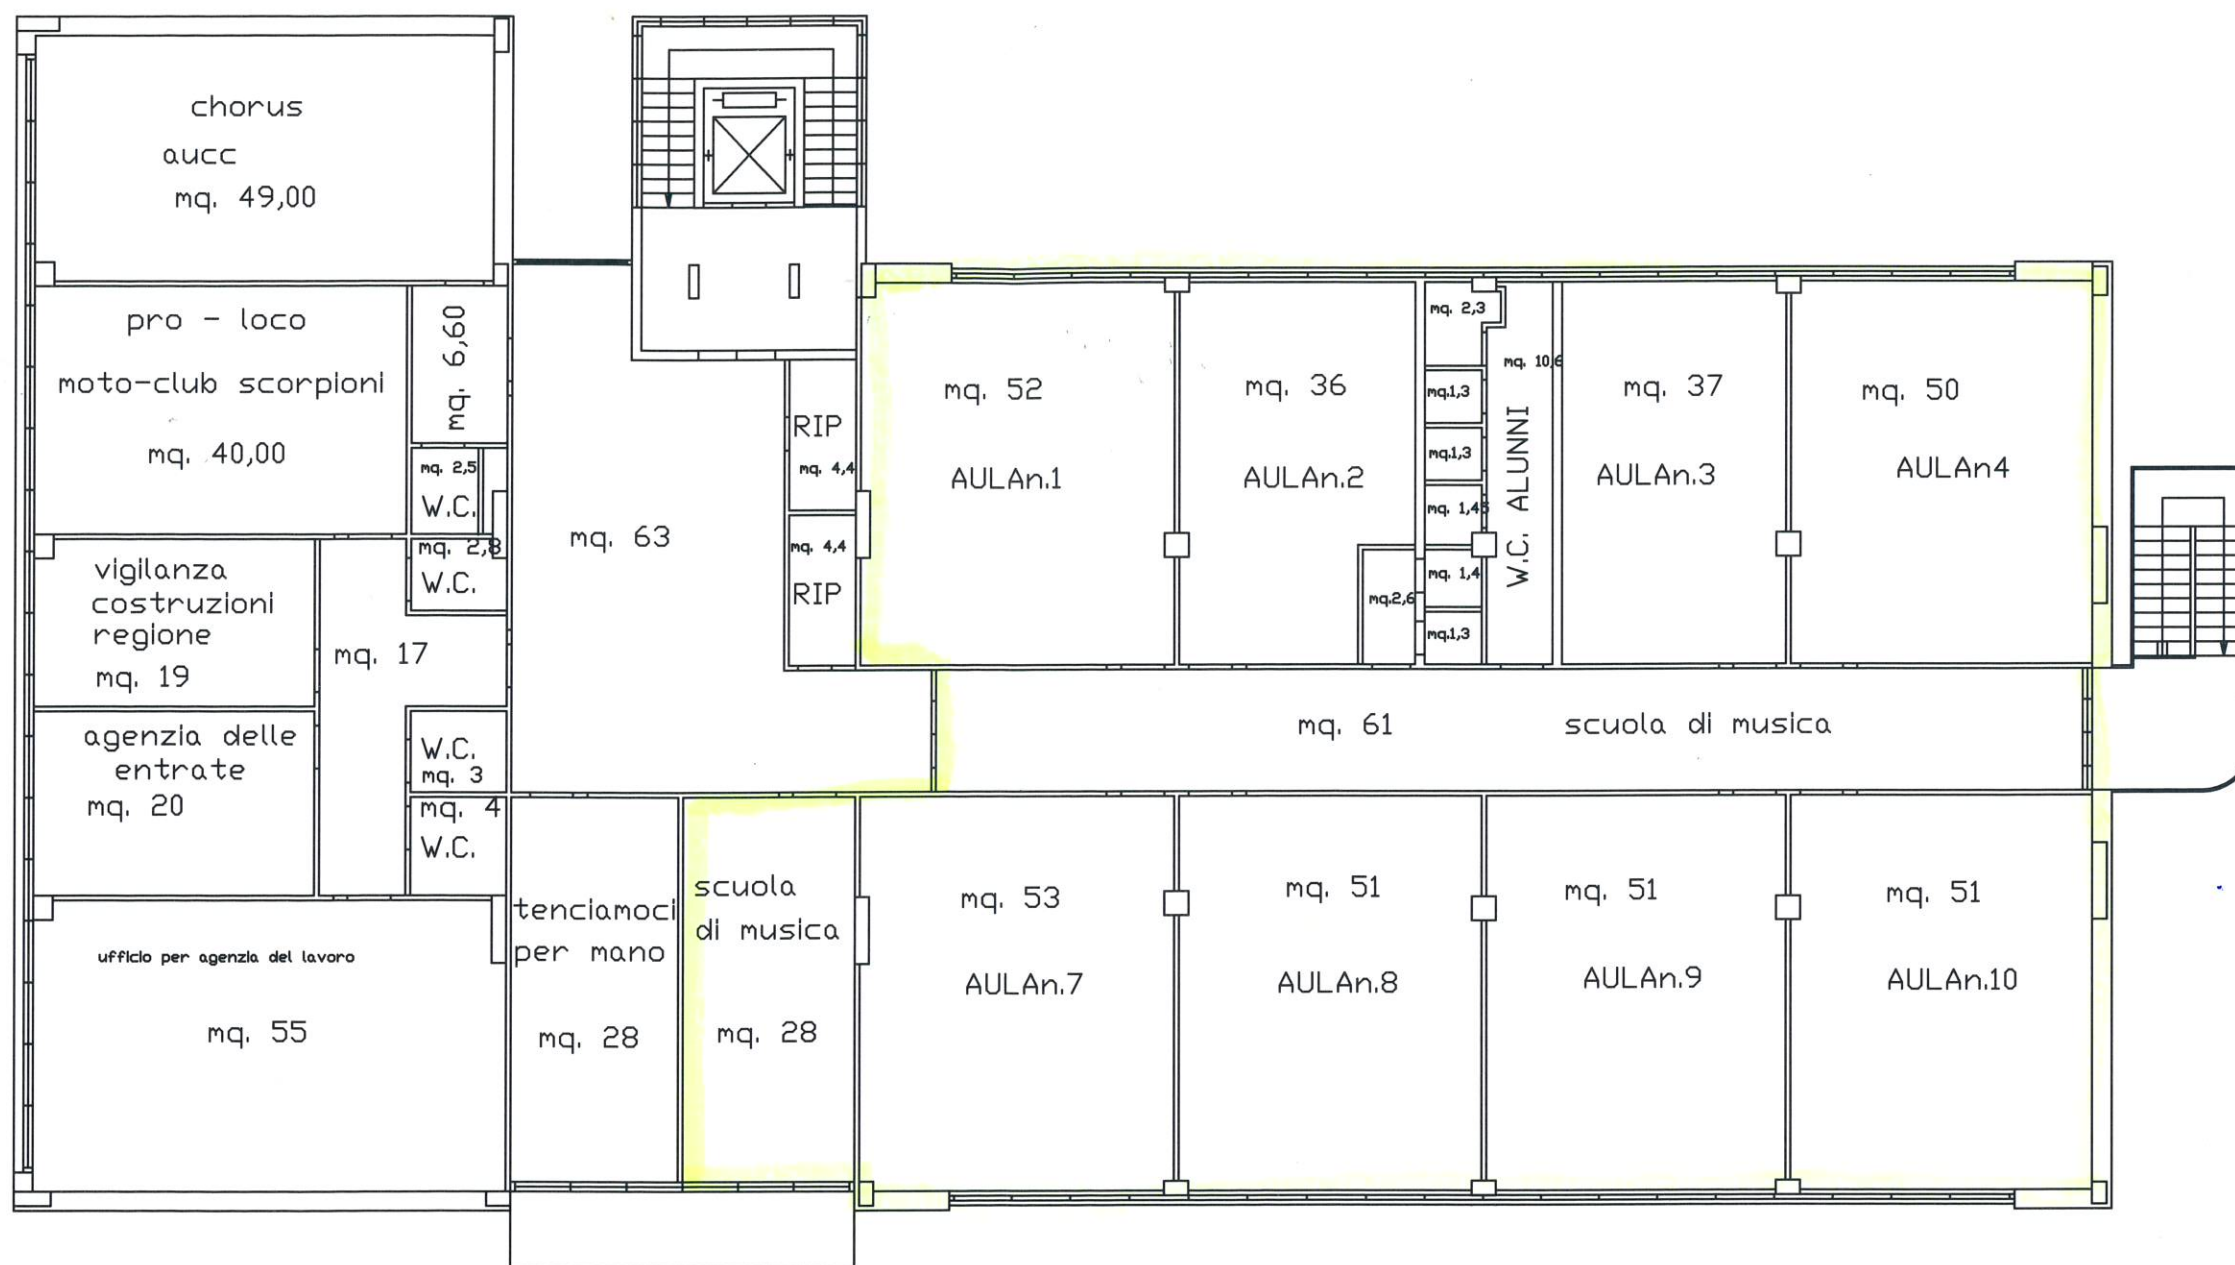 chorus
aucc
mq. 49,00
pro - loco
moto-club scorpioni
mq. 40,00
mq. 6,60
mq. 2,5
W.C.
mq. 2,8
W.C.
vigilanza
costruzioni
regione
mq. 19
mq. 17
agenzia delle
entrate
mq. 20
W.C.
mq. 3
mq. 4
W.C.
ufficio per agenzia del lavoro
mq. 55
mq. 63
RIP
mq. 4,4
mq. 4,4
RIP
tenciamoci
per mano
mq. 28
scuola
di musica
mq. 28
mq. 52
AULAn.1
mq. 36
AULAn.2
mq. 2,3
mq.1,3
mq.1,3
mq. 1,45
mq. 1,4
mq.1,3
mq.2,6
mq. 10,6
W.C. ALUNNI
mq. 37
AULAn.3
mq. 50
AULAn4
mq. 61
scuola di musica
mq. 53
AULAn.7
mq. 51
AULAn.8
mq. 51
AULAn.9
mq. 51
AULAn.10